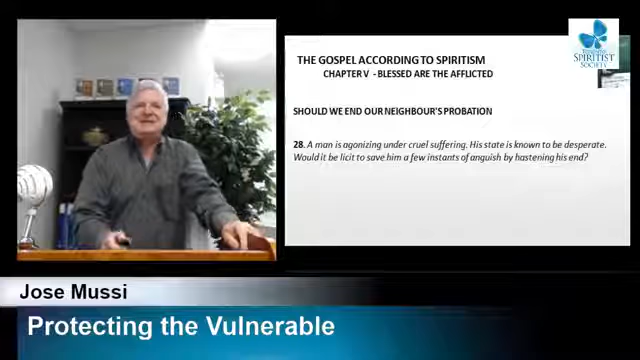 TORONTO
SPIRITIST
SOCIETY
THE GOSPEL ACCORDING TO SPIRITISM
CHAPTER V - BLESSED ARE THE AFFLICTED
SHOULD WE END OUR NEIGHBOUR'S PROBATION
28. A man is agonizing under cruel suffering. His state is known to be desperate.
Would it be licit to save him a few instants of anguish by hastening his end?
Jose Mussi
Protecting the Vulnerable